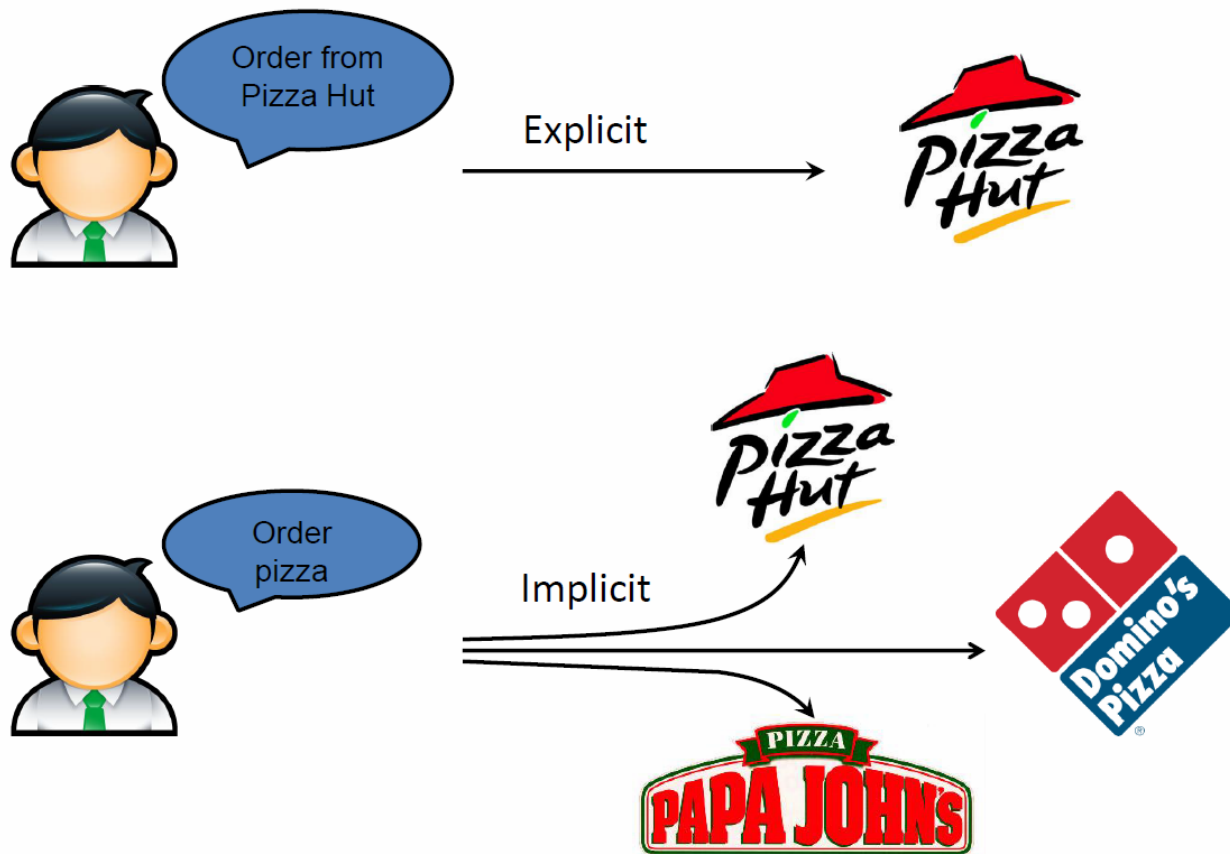 Order from
Pizza Hut
Explicit
Pizza
Hut
Pizza
Hut
Order
pizza
Implicit
Domino's
Pizza
®
PIZZA
PAPA JOHN'S